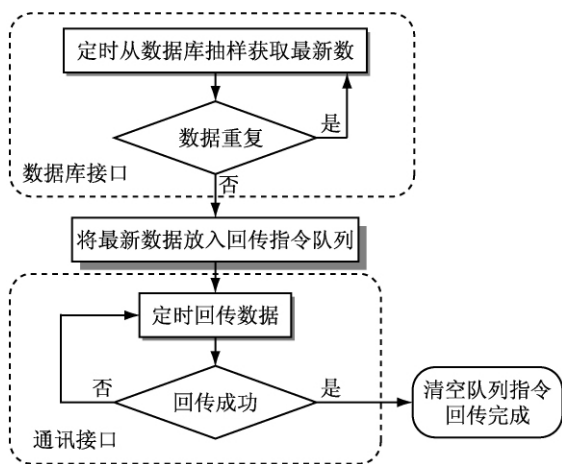 定时从数据库抽样获取最新数
数据重复
是
数据库接口
否
将最新数据放入回传指令队列
定时回传数据
否
回传成功
是
清空队列指令
回传完成
通讯接口